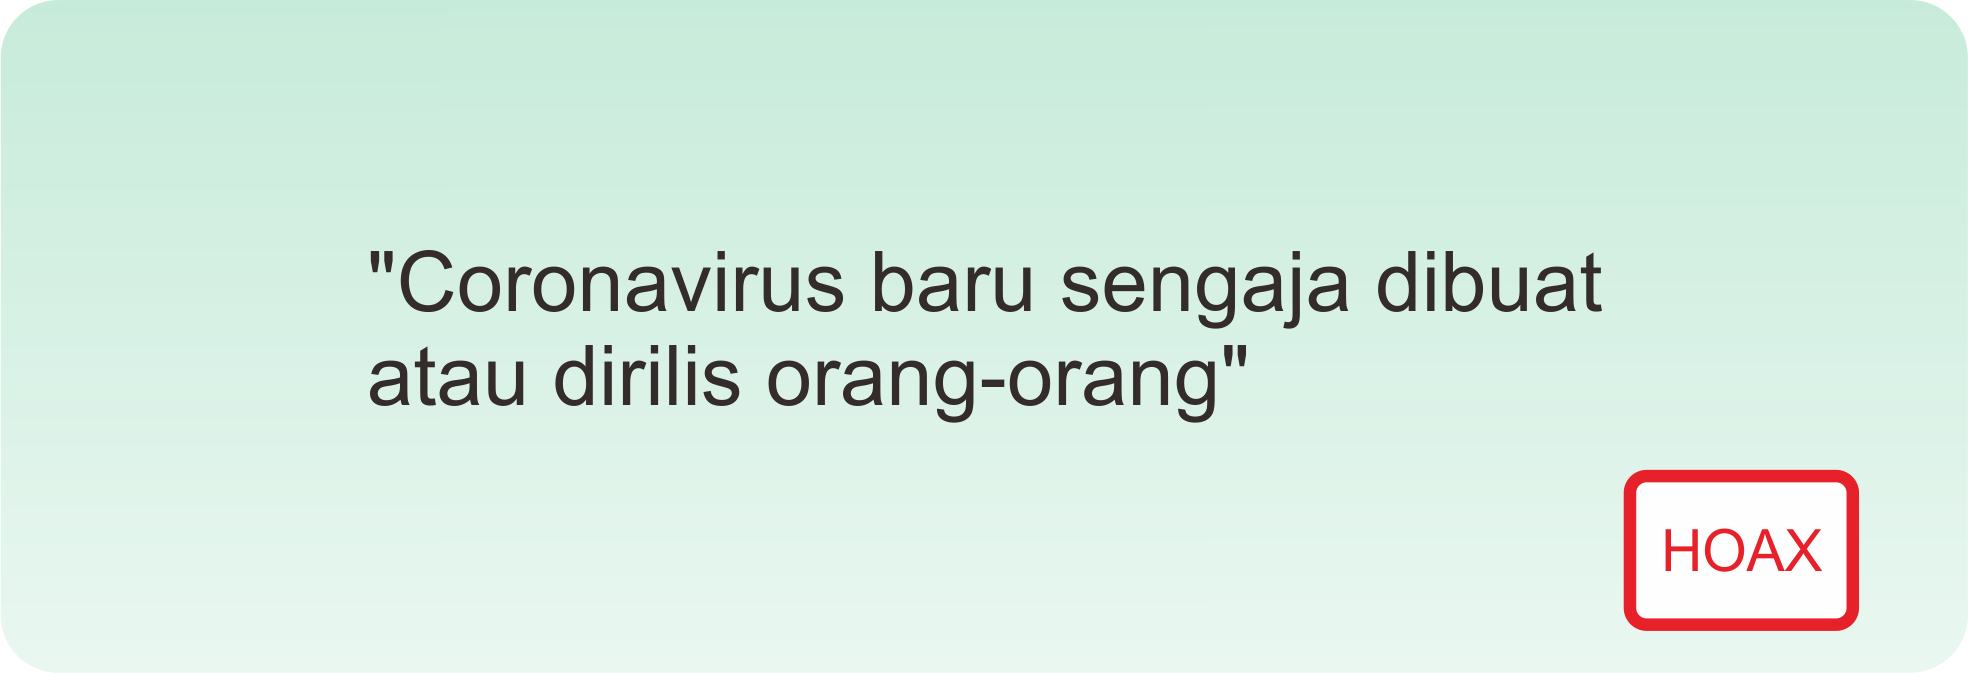 "Coronavirus baru sengaja dibuat
atau dirilis orang-orang"
HOAX